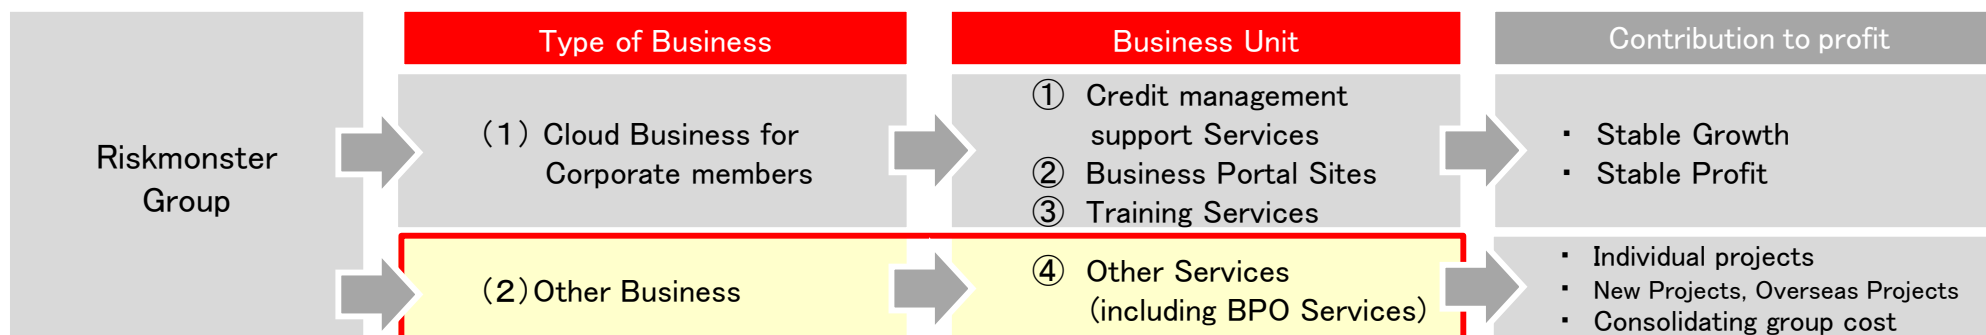 Type of Business
Business Unit
Contribution to profit
Riskmonster
Group
(1) Cloud Business for
Corporate members
① Credit management
support Services
② Business Portal Sites
③ Training Services
・ Stable Growth
・ Stable Profit
(2)Other Business
④ Other Services
(including BPO Services)
・ Individual projects
・ New Projects, Overseas Projects
・ Consolidating group cost